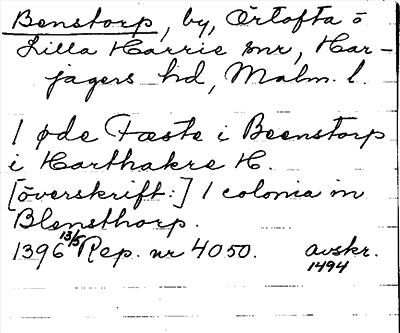 Benstorp, by, Örtofta o
Lilla Harrie snr, Har-
jagers hd, Malm. l.
1 øde Fæste i Beenstorp
i Harthakre H.
[överskrift:] 1 colonia in
Blensthorp.
1396 13/5 Rep. nr 4050. avskr.
1494